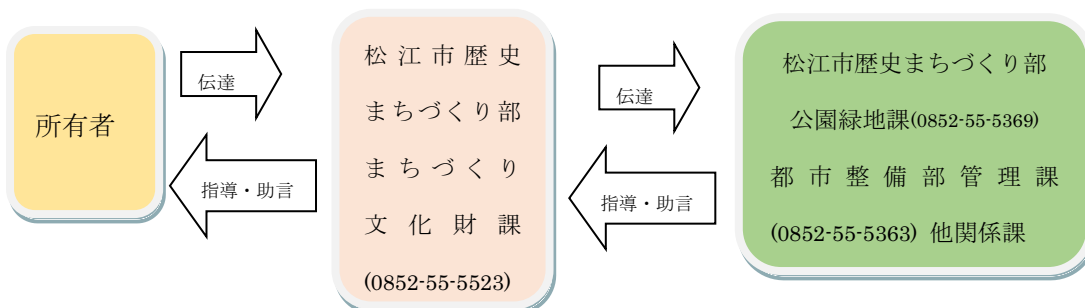 所有者
伝達
指導・助言
松江市歴史
まちづくり部
まちづくり
文化財課
(0852-55-5523)
伝達
指導・助言
松江市歴史まちづくり部
公園緑地課(0852-55-5369)
都市整備部管理課
(0852-55-5363) 他関係課